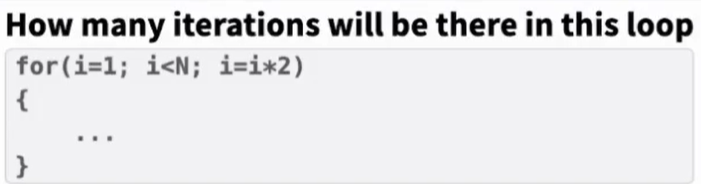 How many iterations will be there in this loop
for(i=1; i<N; i=i*2)
{
...
}